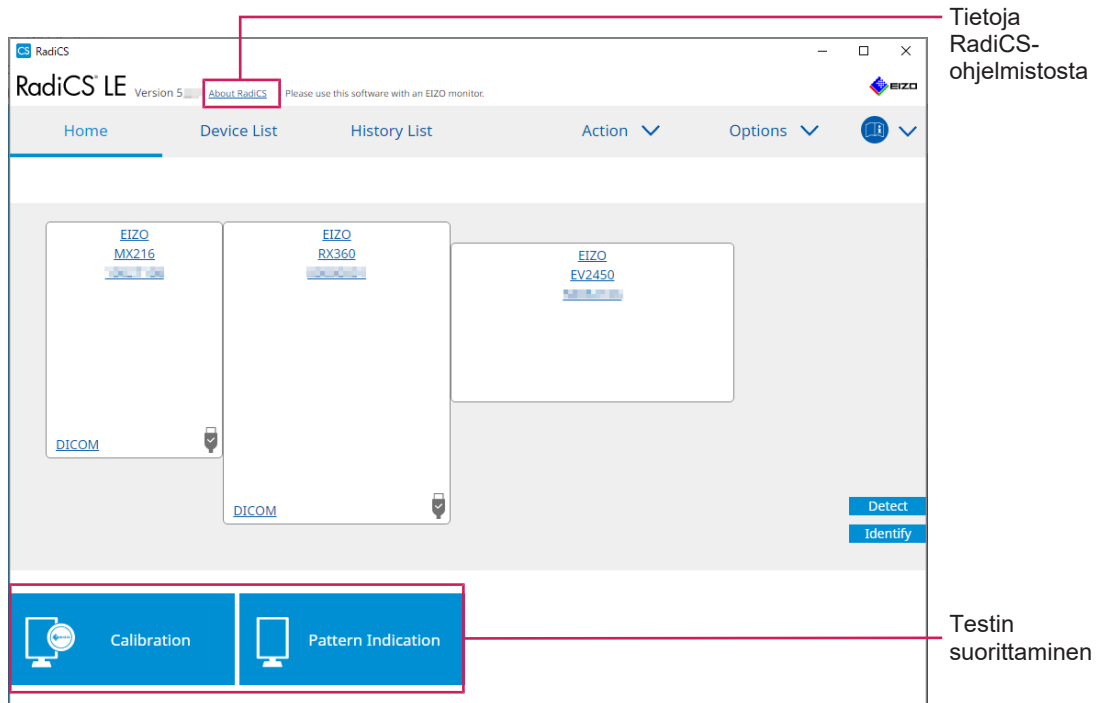 Tietoja
RadiCS-
ohjelmistosta
CS RadiCS
RadiCS LE Version 5 About RadiCS Please use this software with an EIZO monitor.
EIZO
Home Device List History List Action Options
EIZO
MX216
DICOM
EIZO
RX360
DICOM
EIZO
EV2450
Detect
Identify
Calibration Pattern Indication
Testin
suorittaminen